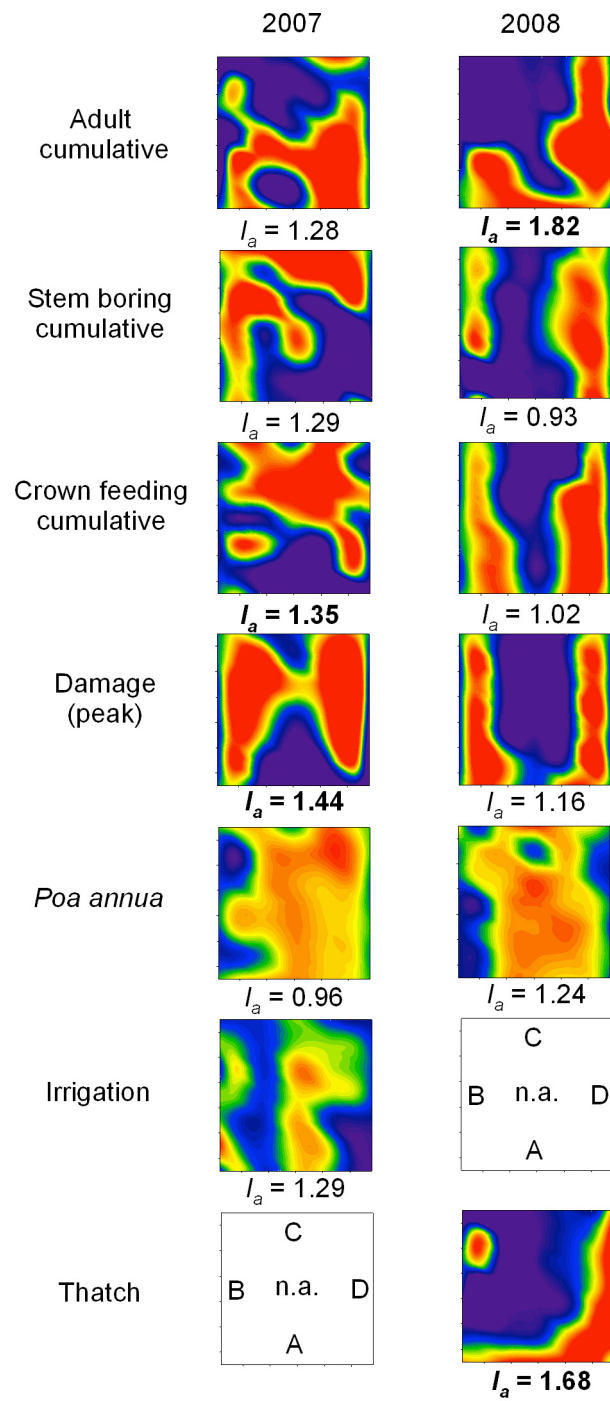 2007 2008
Adult
cumulative
Iₐ = 1.28 Iₐ = 1.82
Stem boring
cumulative
Iₐ = 1.29 Iₐ = 0.93
Crown feeding
cumulative
Iₐ = 1.35 Iₐ = 1.02
Damage
(peak)
Iₐ = 1.44 Iₐ = 1.16
Poa annua
Iₐ = 0.96 Iₐ = 1.24
Irrigation
C
B n.a. D
A
Iₐ = 1.29
Thatch
C
B n.a. D
A
Iₐ = 1.68